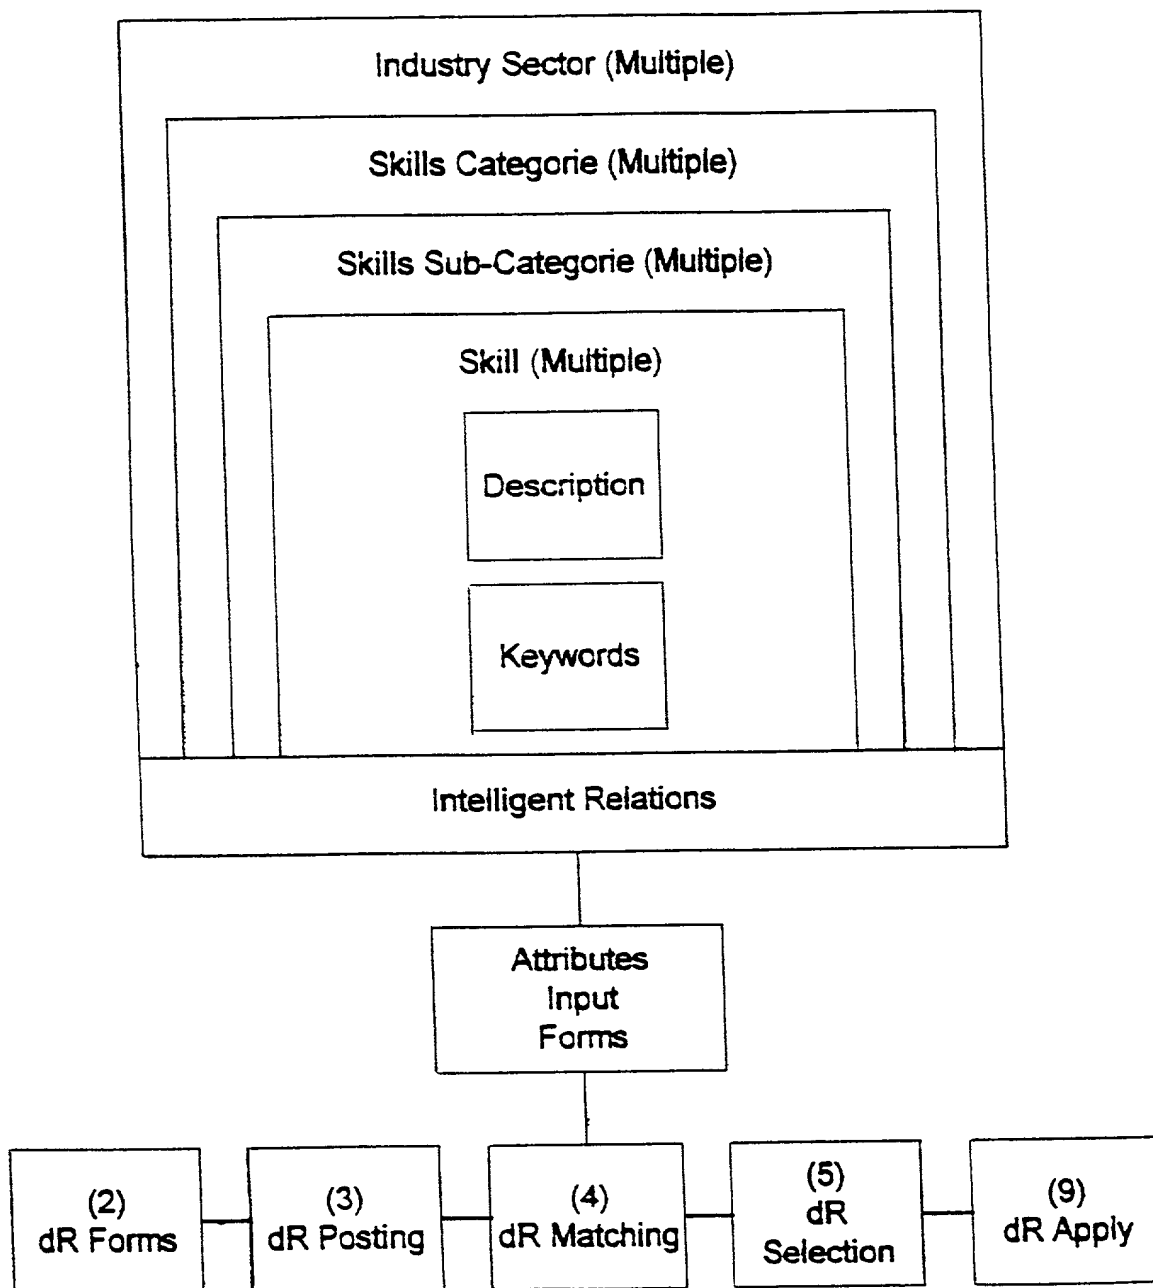 Industry Sector (Multiple)
Skills Categorie (Multiple)
Skills Sub-Categorie (Multiple)
Skill (Multiple)
Description
Keywords
Intelligent Relations
Attributes
Input
Forms
(2)
dR Forms
(3)
dR Posting
(4)
dR Matching
(5)
dR
Selection
(9)
dR Apply